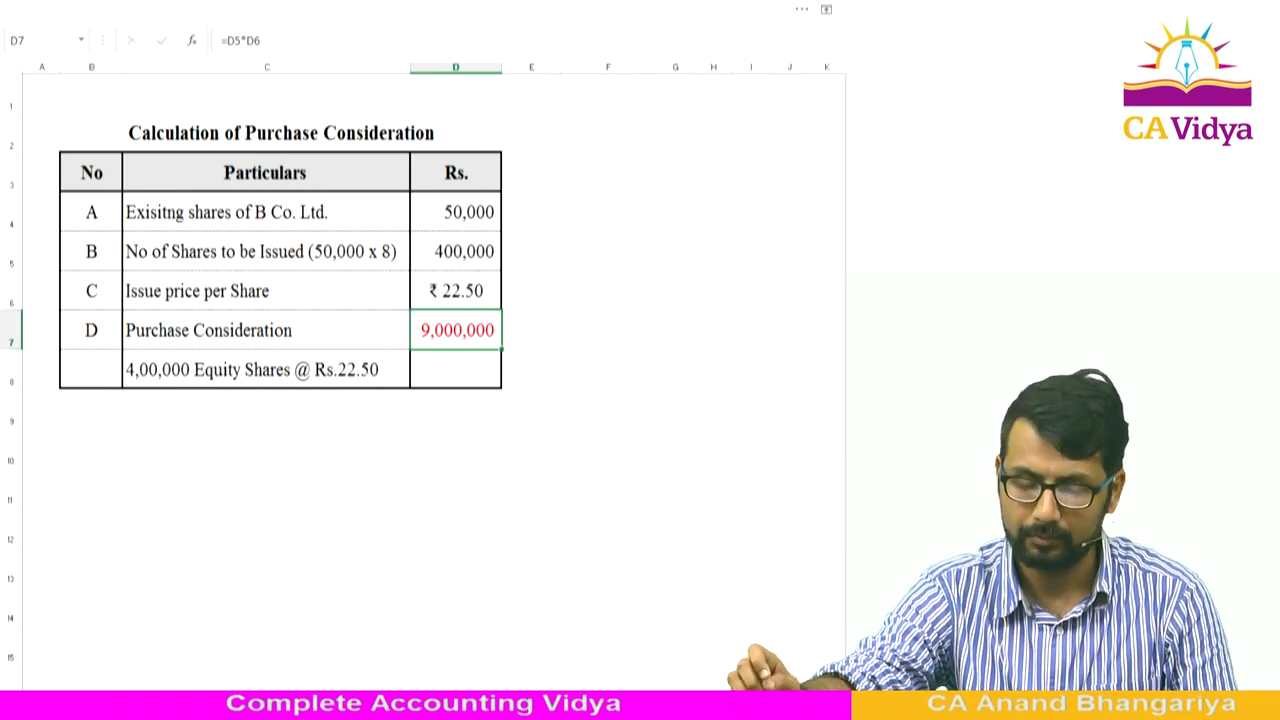 D7
fx
=D5*D6
A B C D E F G H I J K
1
2
3
4
5
6
7
8
9
10
11
12
13
14
15
Calculation of Purchase Consideration
No Particulars Rs.
A Exisitng shares of B Co. Ltd. 50,000
B No of Shares to be Issued (50,000 x 8) 400,000
C Issue price per Share ₹ 22.50
D Purchase Consideration 9,000,000
4,00,000 Equity Shares @ Rs.22.50
CA Vidya
Complete Accounting Vidya
CA Anand Bhangariya